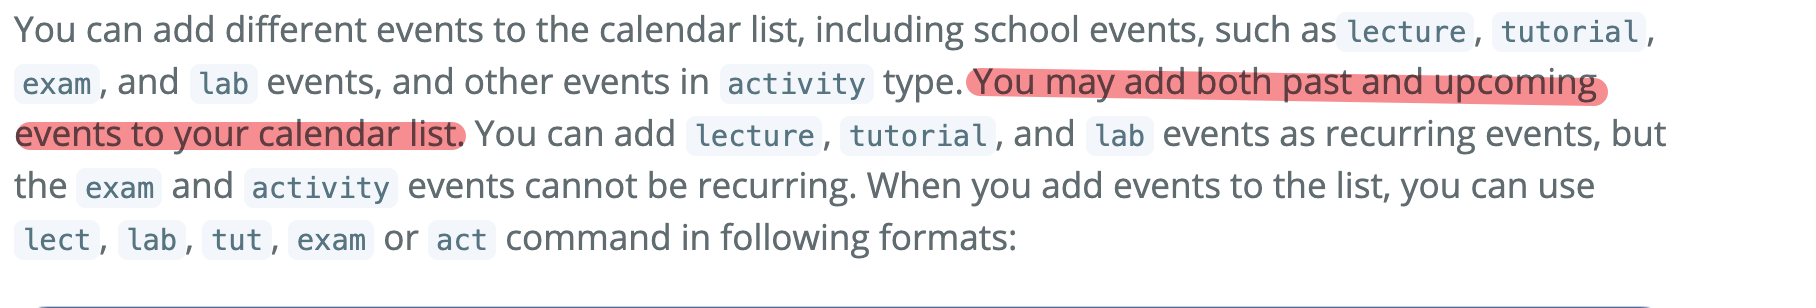 You can add different events to the calendar list, including school events, such as lecture, tutorial,
exam, and lab events, and other events in activity type. You may add both past and upcoming
events to your calendar list. You can add lecture, tutorial, and lab events as recurring events, but
the exam and activity events cannot be recurring. When you add events to the list, you can use
lect, lab, tut, exam or act command in following formats: